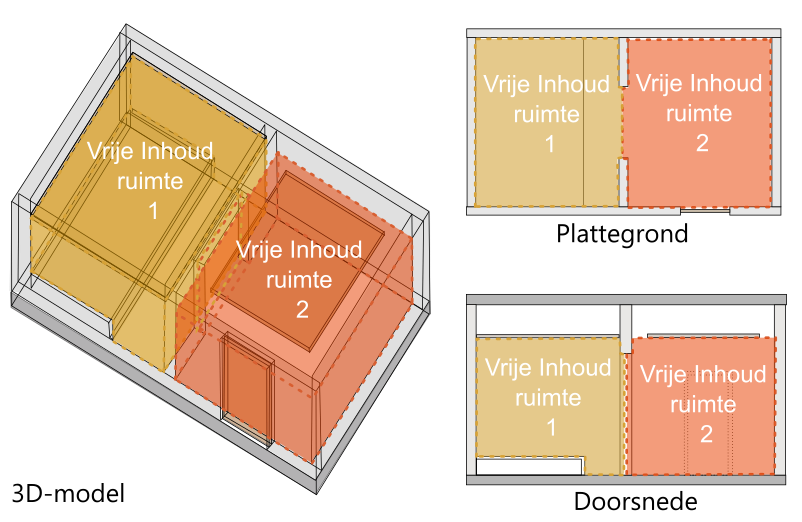 Vrije Inhoud
ruimte
1
Vrije Inhoud
ruimte
2
3D-model
Vrije Inhoud
ruimte
1
Vrije Inhoud
ruimte
2
Plattegrond
Vrije Inhoud
ruimte
1
Vrije Inhoud
ruimte
2
Doorsnede